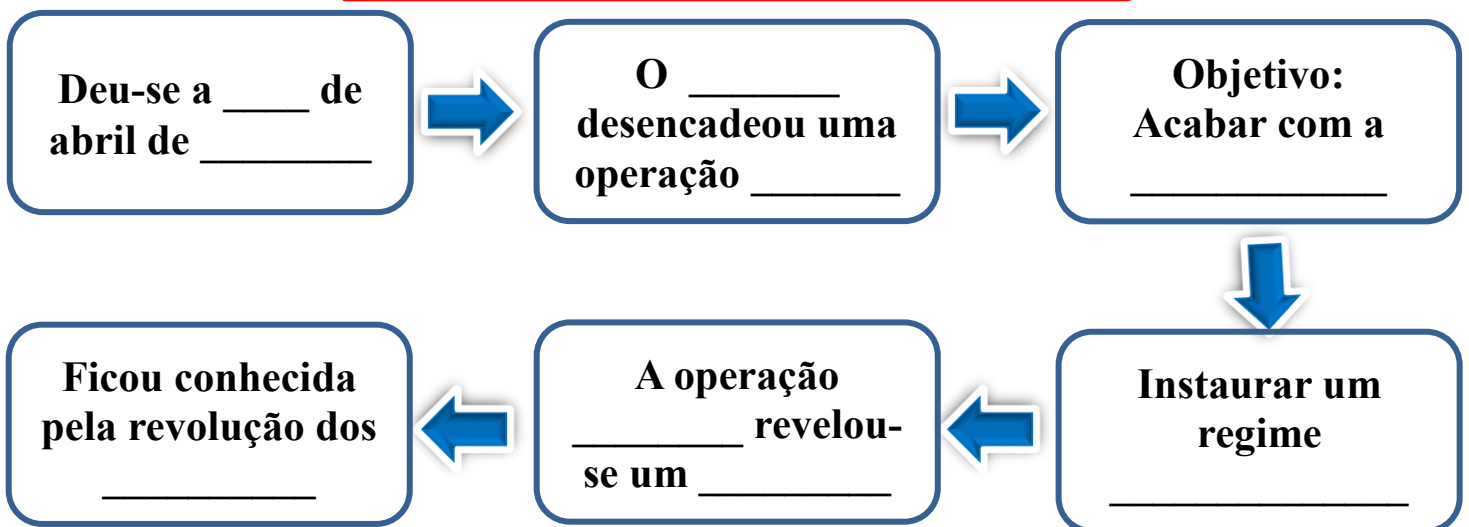 Deu-se a ____ de
abril de ________
O _______
desencadeou uma
operação _______
Objetivo:
Acabar com a
____________
Instaurar um
regime
______________
A operação
________ revelou-
se um _________
Ficou conhecida
pela revolução dos
__________